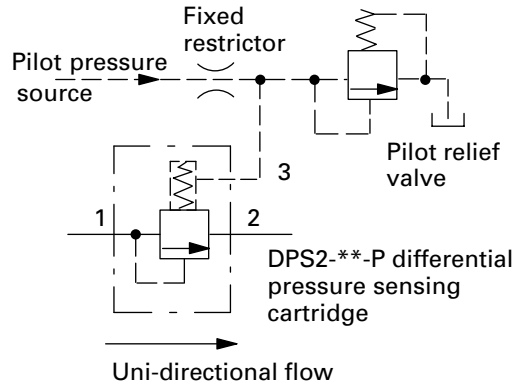 Fixed
restrictor
Pilot pressure
source
Pilot relief
valve
3
1
2
DPS2-**-P differential
pressure sensing
cartridge
Uni-directional flow